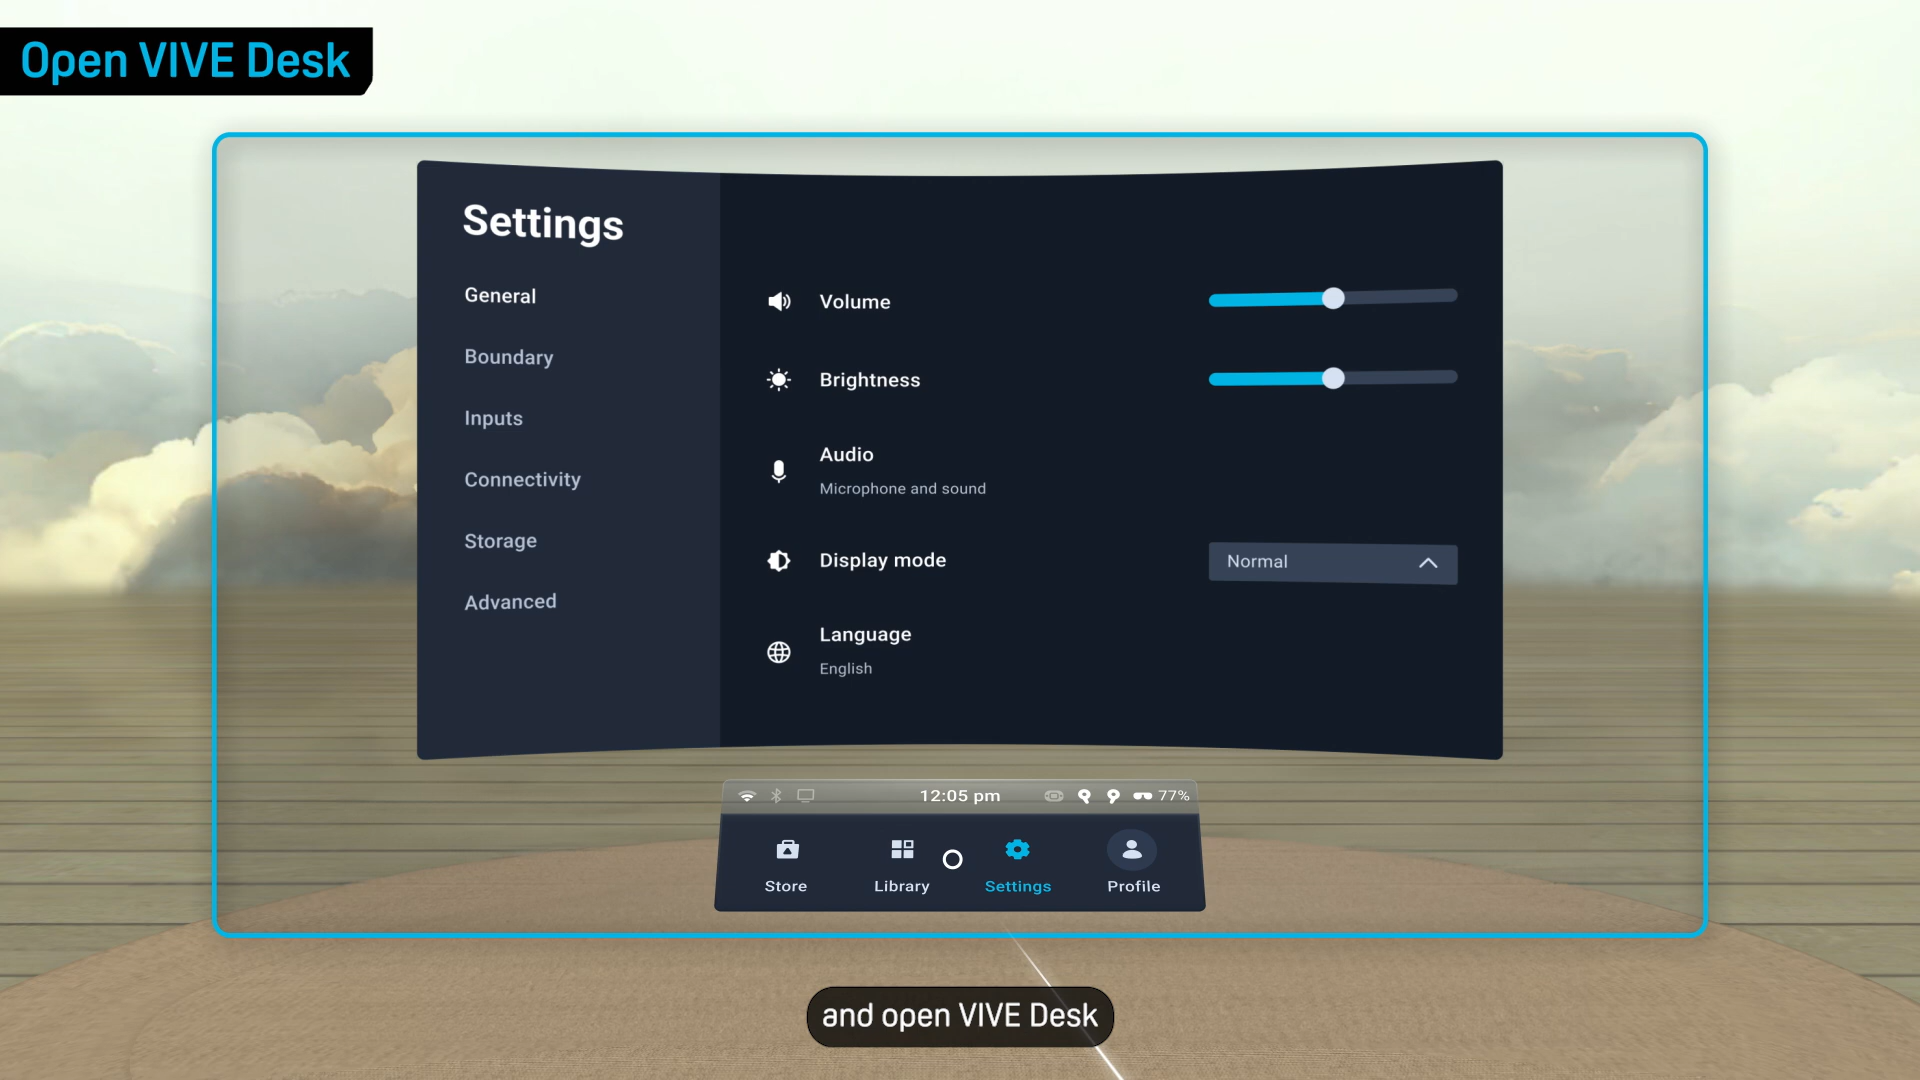 Open VIVE Desk
Settings
General
Boundary
Inputs
Connectivity
Storage
Advanced
Volume
Brightness
Audio
Microphone and sound
Display mode
Normal
Language
English
12:05 pm
77%
Store
Library
Settings
Profile
and open VIVE Desk